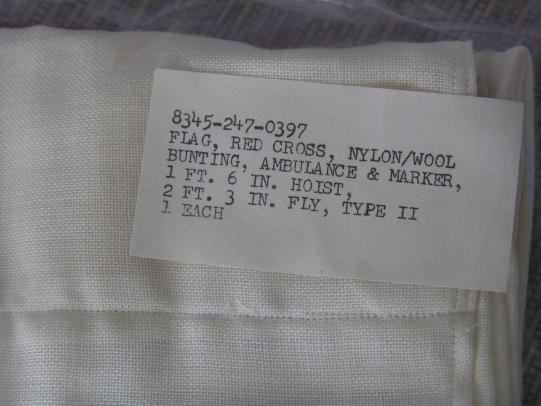 8345-247-0397
FLAG, RED CROSS, NYLON/WOOL
BUNTING, AMBULANCE & MARKER,
1 FT. 6 IN. HOIST,
2 FT. 3 IN. FLY, TYPE II
1 EACH